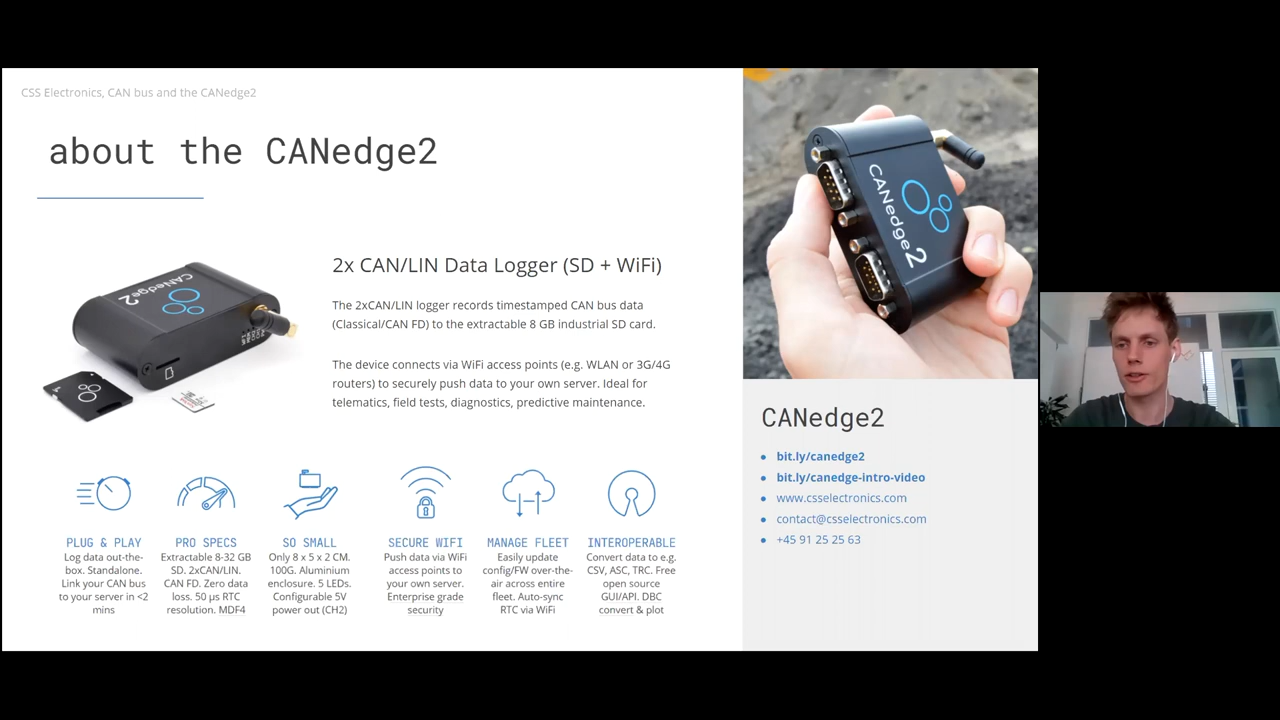 CSS Electronics, CAN bus and the CANedge2
about the CANedge2
CANedge2
2x CAN/LIN Data Logger (SD + WiFi)
The 2xCAN/LIN logger records timestamped CAN bus data
(Classical/CAN FD) to the extractable 8 GB industrial SD card.
The device connects via WiFi access points (e.g. WLAN or 3G/4G
routers) to securely push data to your own server. Ideal for
telematics, field tests, diagnostics, predictive maintenance.
PLUG & PLAY
Log data out-the-
box. Standalone.
Link your CAN bus
to your server in <2
mins
PRO SPECS
Extractable 8-32 GB
SD. 2xCAN/LIN.
CAN FD. Zero data
loss. 50 µs RTC
resolution. MDF4
SO SMALL
Only 8 x 5 x 2 CM.
100G. Aluminium
enclosure. 5 LEDs.
Configurable 5V
power out (CH2)
SECURE WIFI
Push data via WiFi
access points to
your own server.
Enterprise grade
security
MANAGE FLEET
Easily update
config/FW over-the-
air across entire
fleet. Auto-sync
RTC via WiFi
INTEROPERABLE
Convert data to e.g.
CSV, ASC, TRC. Free
open source
GUI/API. DBC
convert & plot
CANedge2
CANedge2
bit.ly/canedge2
bit.ly/canedge-intro-video
www.csselectronics.com
contact@csselectronics.com
+45 91 25 25 63